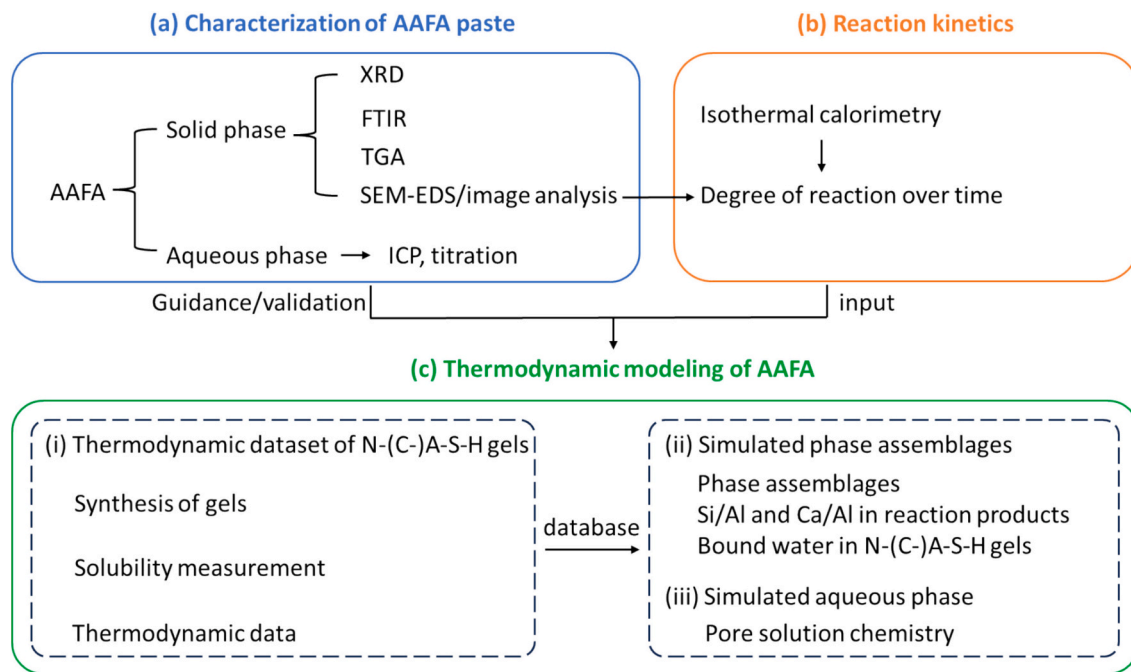 (a) Characterization of AAFA paste
(b) Reaction kinetics
XRD
Solid phase
FTIR
TGA
AAFA
SEM-EDS/image analysis
Aqueous phase
ICP, titration
Isothermal calorimetry
Degree of reaction over time
Guidance/validation
input
(c) Thermodynamic modeling of AAFA
(i) Thermodynamic dataset of N-(C-)A-S-H gels
Synthesis of gels
Solubility measurement
Thermodynamic data
database
(ii) Simulated phase assemblages
Phase assemblages
Si/Al and Ca/Al in reaction products
Bound water in N-(C-)A-S-H gels
(iii) Simulated aqueous phase
Pore solution chemistry